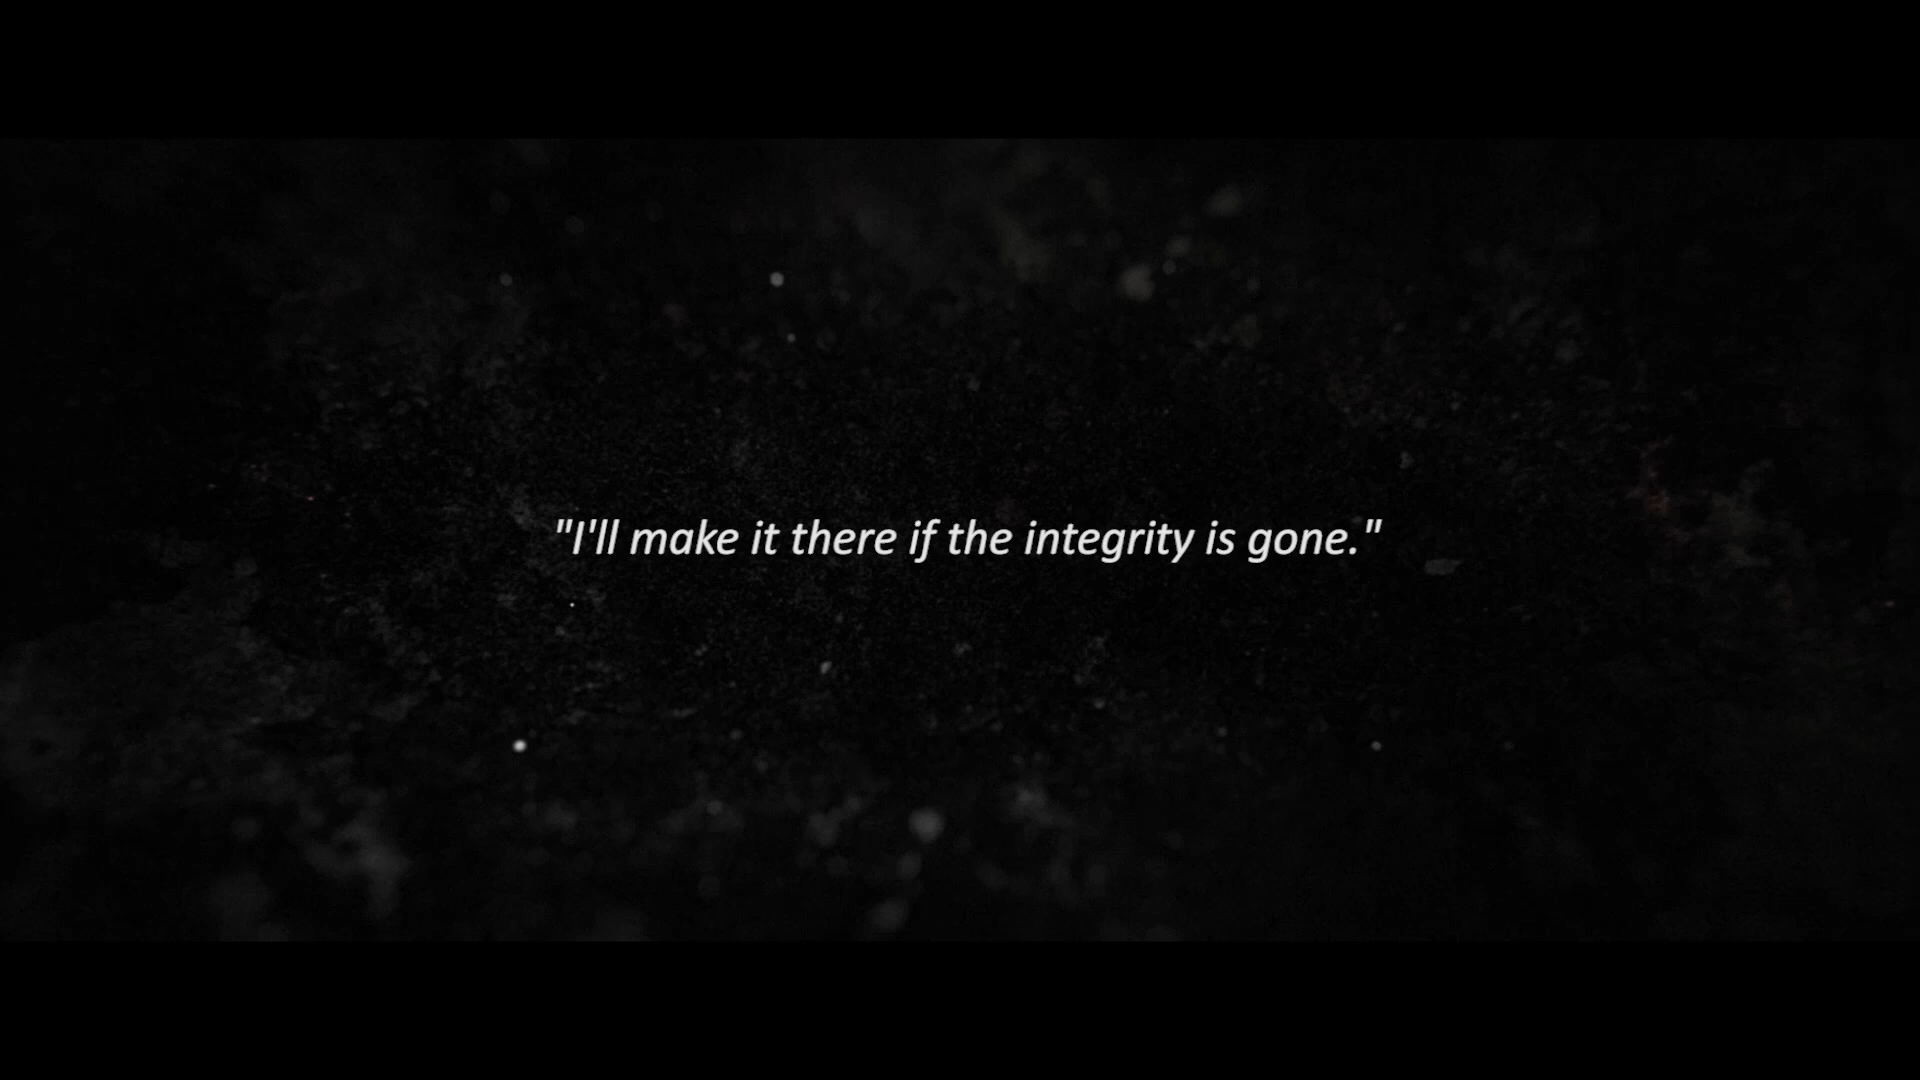 "I'll make it there if the integrity is gone."